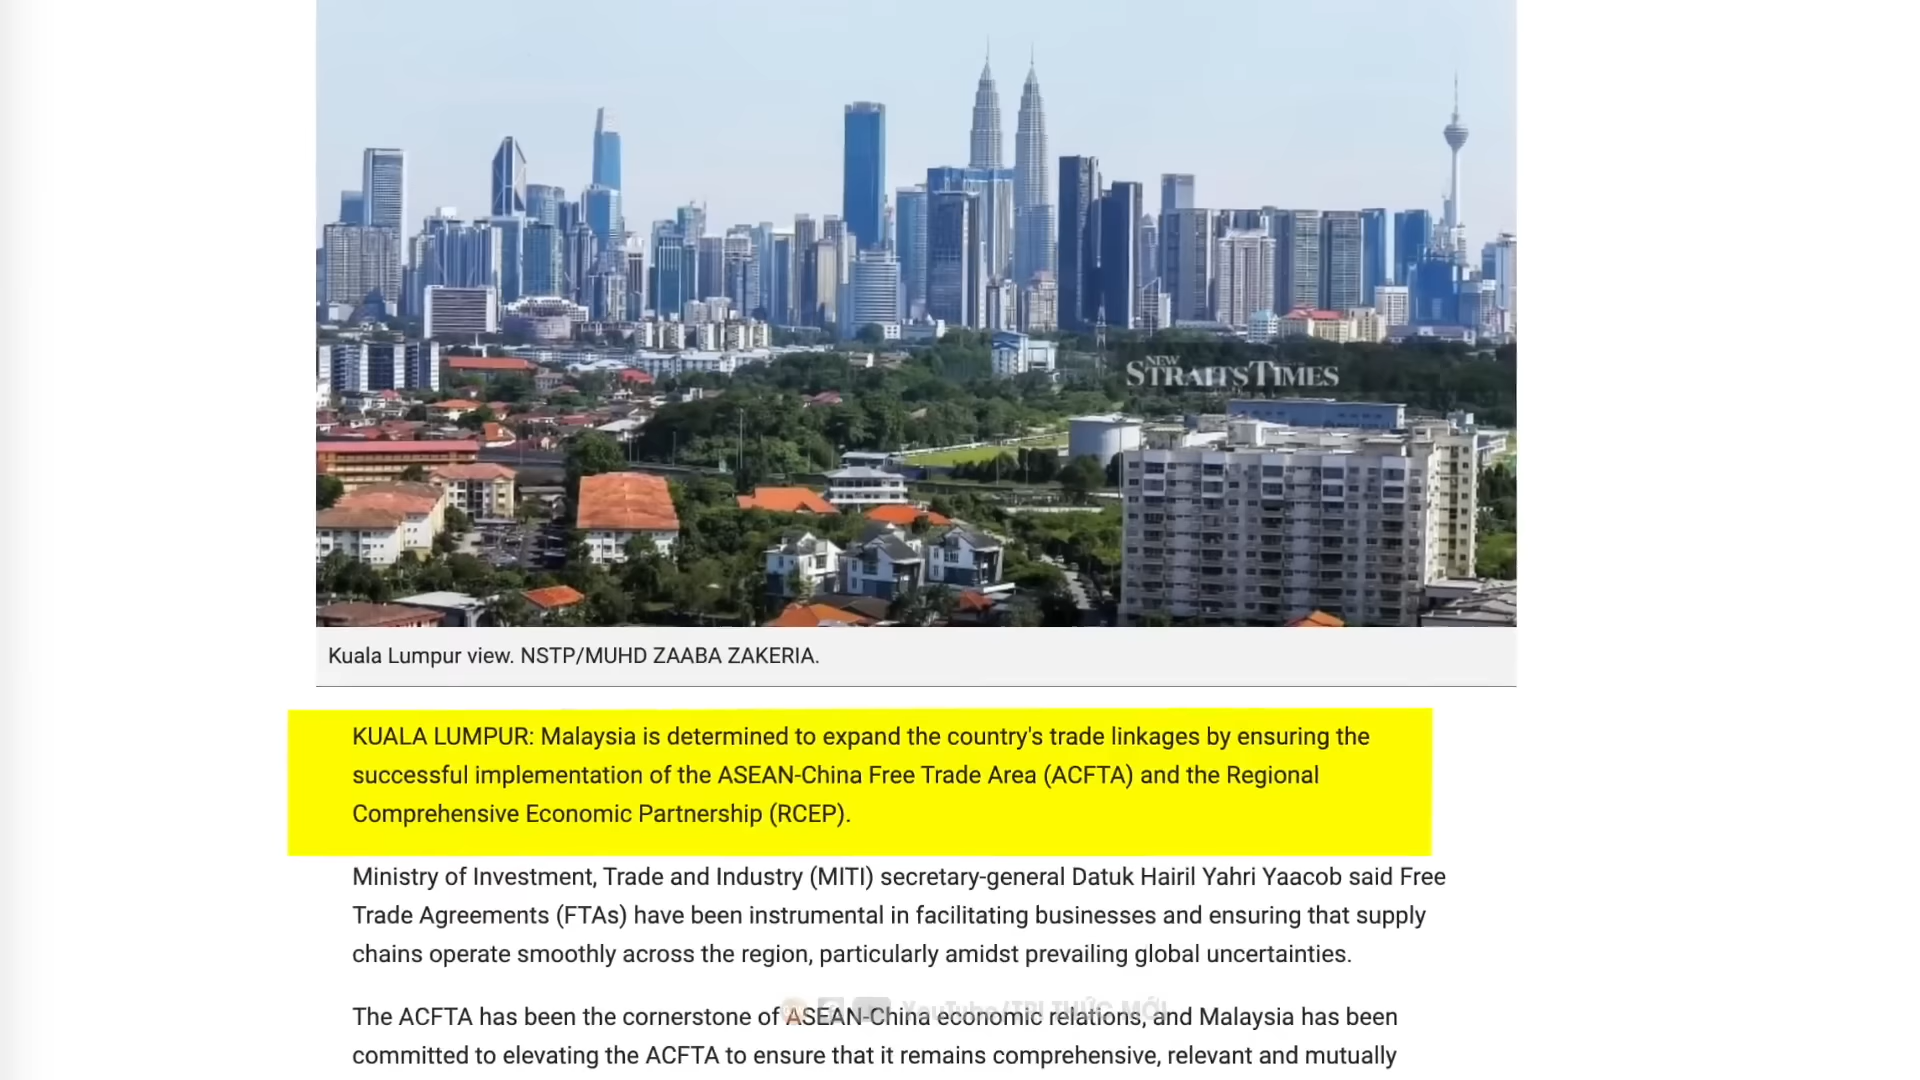 NEW
STRAITS TIMES
Kuala Lumpur view. NSTP/MUHD ZAABA ZAKERIA.
KUALA LUMPUR: Malaysia is determined to expand the country's trade linkages by ensuring the
successful implementation of the ASEAN-China Free Trade Area (ACFTA) and the Regional
Comprehensive Economic Partnership (RCEP).
Ministry of Investment, Trade and Industry (MITI) secretary-general Datuk Hairil Yahri Yaacob said Free
Trade Agreements (FTAs) have been instrumental in facilitating businesses and ensuring that supply
chains operate smoothly across the region, particularly amidst prevailing global uncertainties.
YouTube/TRI THỨC MỚI
The ACFTA has been the cornerstone of ASEAN-China economic relations, and Malaysia has been
committed to elevating the ACFTA to ensure that it remains comprehensive, relevant and mutually